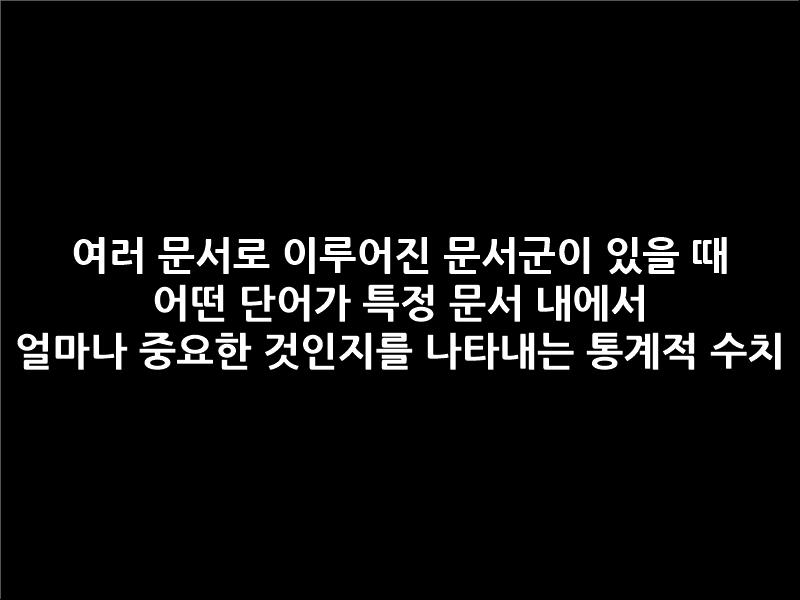 여러 문서로 이루어진 문서군이 있을 때
어떤 단어가 특정 문서 내에서
얼마나 중요한 것인지를 나타내는 통계적 수치